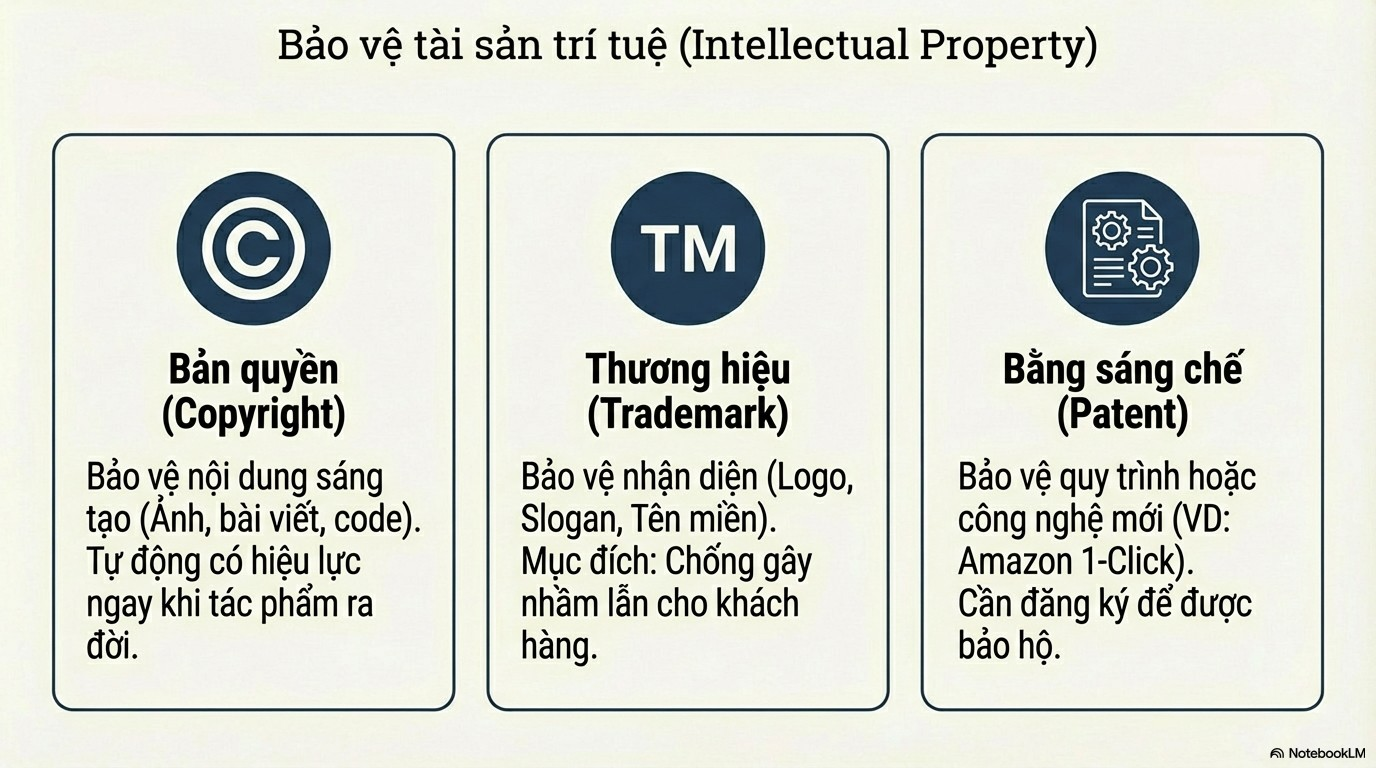 Bảo vệ tài sản trí tuệ (Intellectual Property)
©
Bản quyền
(Copyright)
Bảo vệ nội dung sáng
tạo (Ảnh, bài viết, code).
Tự động có hiệu lực
ngay khi tác phẩm ra
đời.
TM
Thương hiệu
(Trademark)
Bảo vệ nhận diện (Logo,
Slogan, Tên miền).
Mục đích: Chống gây
nhầm lẫn cho khách
hàng.
Bằng sáng chế
(Patent)
Bảo vệ quy trình hoặc
công nghệ mới (VD:
Amazon 1-Click).
Cần đăng ký để được
bảo hộ.
NotebookLM